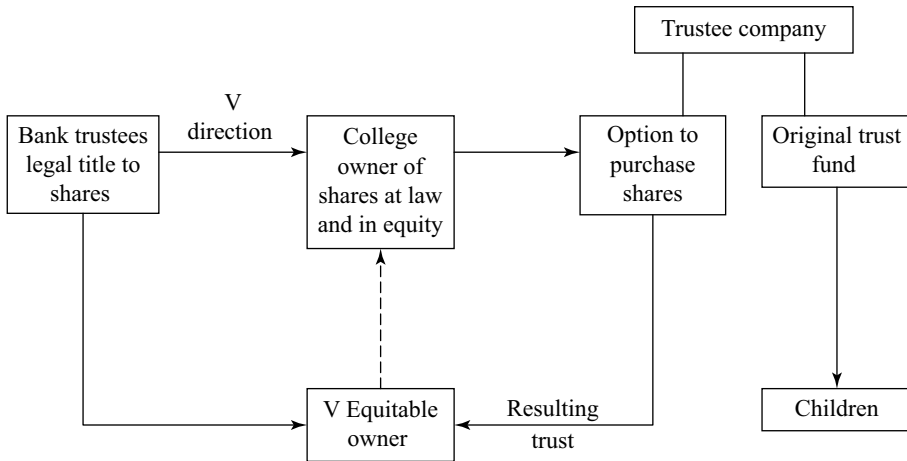 Trustee company
V
direction
Bank trustees
legal title to
shares
College
owner of
shares at law
and in equity
Option to
purchase
shares
Original trust
fund
V Equitable
owner
Resulting
trust
Children